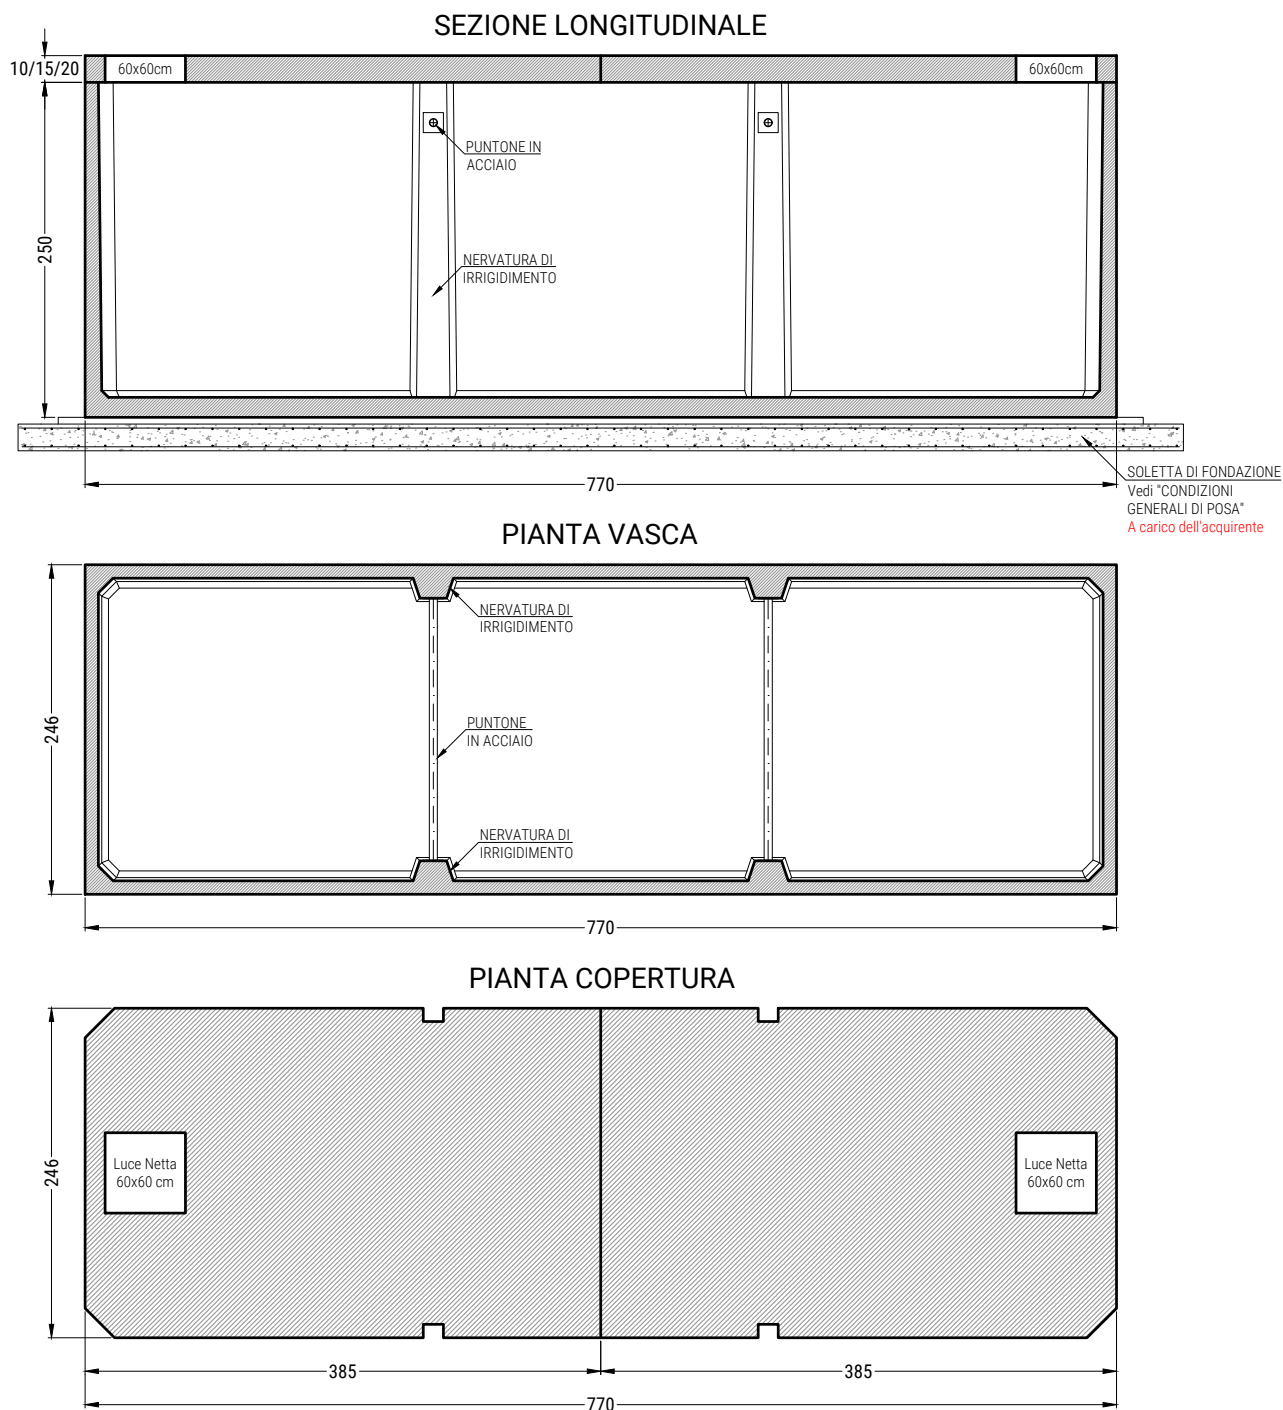 SEZIONE LONGITUDINALE
10/15/20
60x60cm
60x60cm
PUNTONE IN
ACCIAIO
250
NERVATURA DI
IRRIGIDIMENTO
770
SOLETTA DI FONDAZIONE
Vedi "CONDIZIONI
GENERALI DI POSA"
A carico dell'acquirente
PIANTA VASCA
NERVATURA DI
IRRIGIDIMENTO
246
PUNTONE
IN ACCIAIO
NERVATURA DI
IRRIGIDIMENTO
770
PIANTA COPERTURA
246
Luce Netta
60x60 cm
Luce Netta
60x60 cm
385
385
770